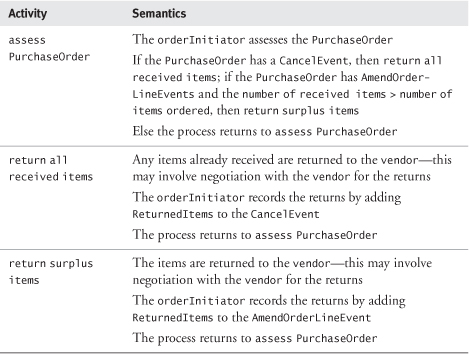 Activity Semantics
assess The orderInitiator assesses the PurchaseOrder
PurchaseOrder
If the PurchaseOrder has a CancelEvent, then return all
received items; if the PurchaseOrder has AmendOrder-
LineEvents and the number of received items > number of
items ordered, then return surplus items
Else the process returns to assess PurchaseOrder
return all Any items already received are returned to the vendor—this
received items may involve negotiation with the vendor for the returns
The orderInitiator records the returns by adding
ReturnedItems to the CancelEvent
The process returns to assess PurchaseOrder
return surplus The items are returned to the vendor—this may involve
items negotiation with the vendor for the returns
The orderInitiator records the returns by adding
ReturnedItems to the AmendOrderLineEvent
The process returns to assess PurchaseOrder